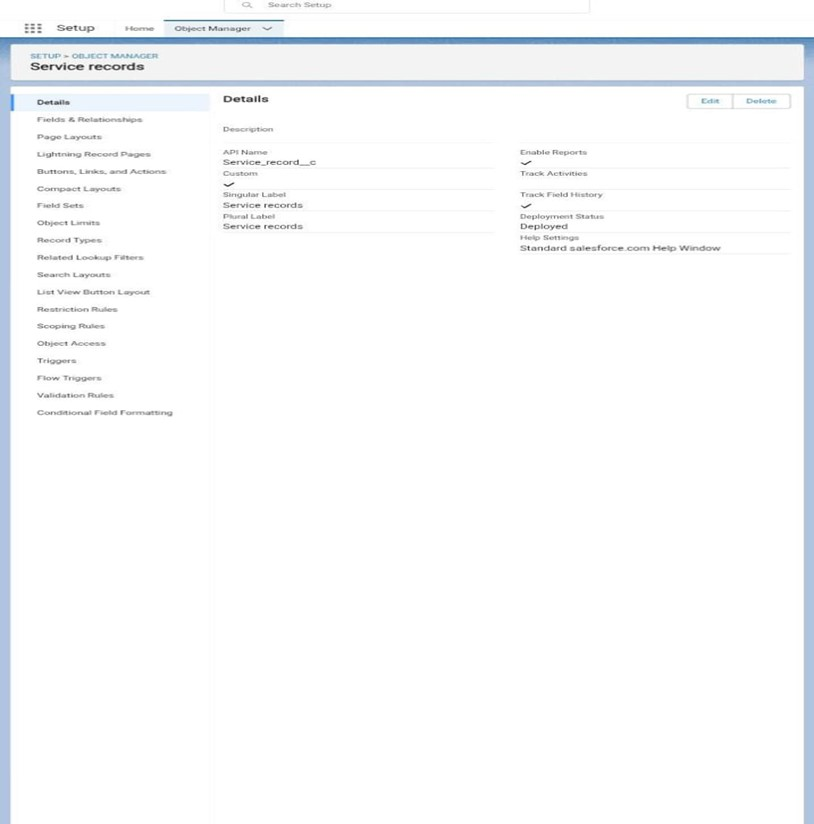 Search Setup
Setup Home Object Manager
SETUP > OBJECT MANAGER
Service records
Details
Fields & Relationships
Page Layouts
Lightning Record Pages
Buttons, Links, and Actions
Compact Layouts
Field Sets
Object Limits
Record Types
Related Lookup Filters
Search Layouts
List View Button Layout
Restriction Rules
Scoping Rules
Object Access
Triggers
Flow Triggers
Validation Rules
Conditional Field Formatting
Details
Edit Delete
Description
API Name
Service_record__c
Custom
Singular Label
Service records
Plural Label
Service records
Enable Reports
Track Activities
Track Field History
Deployment Status
Deployed
Help Settings
Standard salesforce.com Help Window